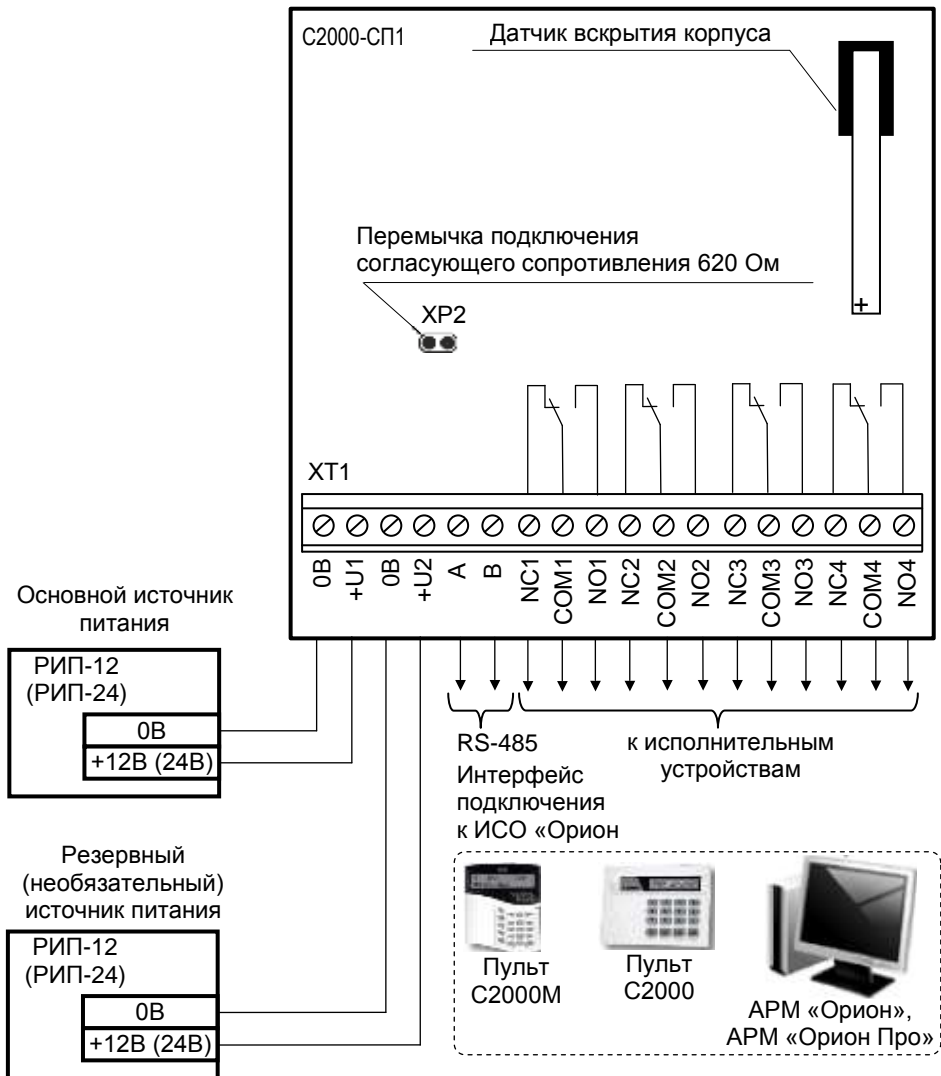 С2000-СП1
Датчик вскрытия корпуса
Перемычка подключения
согласующего сопротивления 620 Ом
XP2
+
XT1
0В
+U1
0В
+U2
A
B
NC1
COM1
NO1
NC2
COM2
NO2
NC3
COM3
NO3
NC4
COM4
NO4
Основной источник
питания
РИП-12
(РИП-24)
0В
+12В (24В)
RS-485
Интерфейс
подключения
к ИСО «Орион
к исполнительным
устройствам
Резервный
(необязательный)
источник питания
РИП-12
(РИП-24)
0В
+12В (24В)
Пульт
С2000М
Пульт
С2000
АРМ «Орион»,
АРМ «Орион Про»